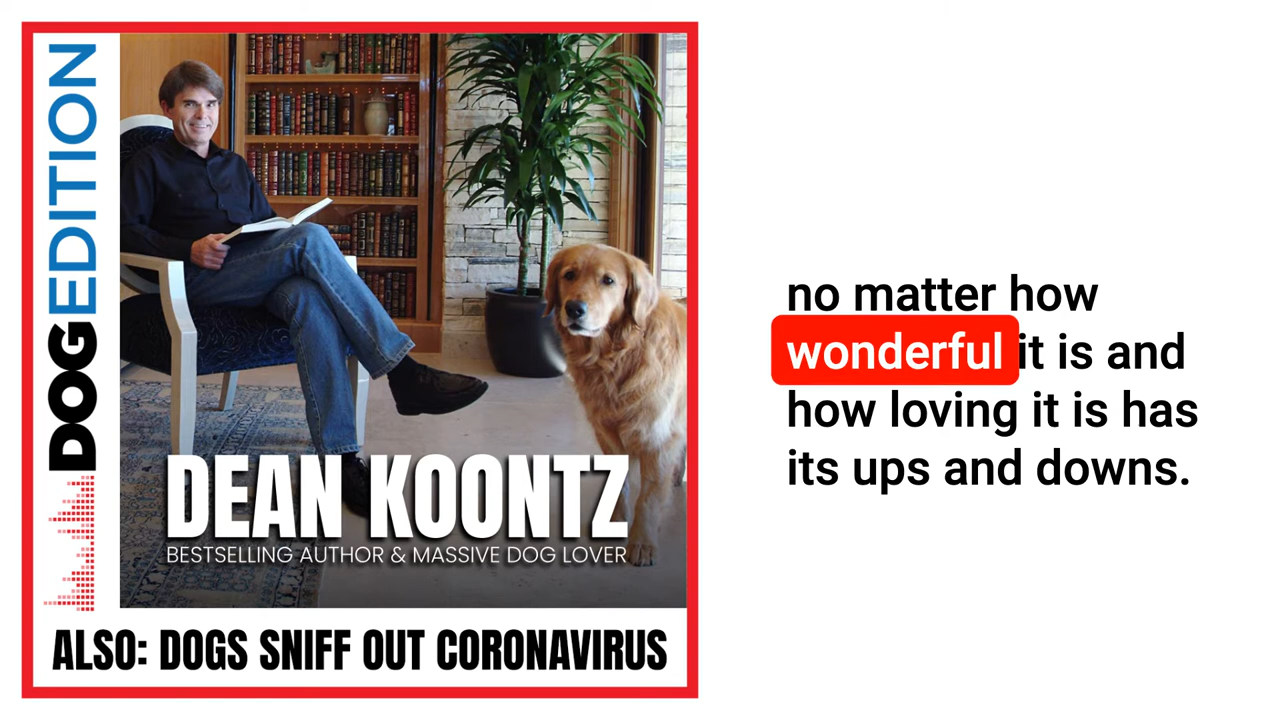 DOGEDITION
DEAN KOONTZ
BESTSELLING AUTHOR & MASSIVE DOG LOVER
ALSO: DOGS SNIFF OUT CORONAVIRUS
no matter how
wonderful it is and
how loving it is has
its ups and downs.